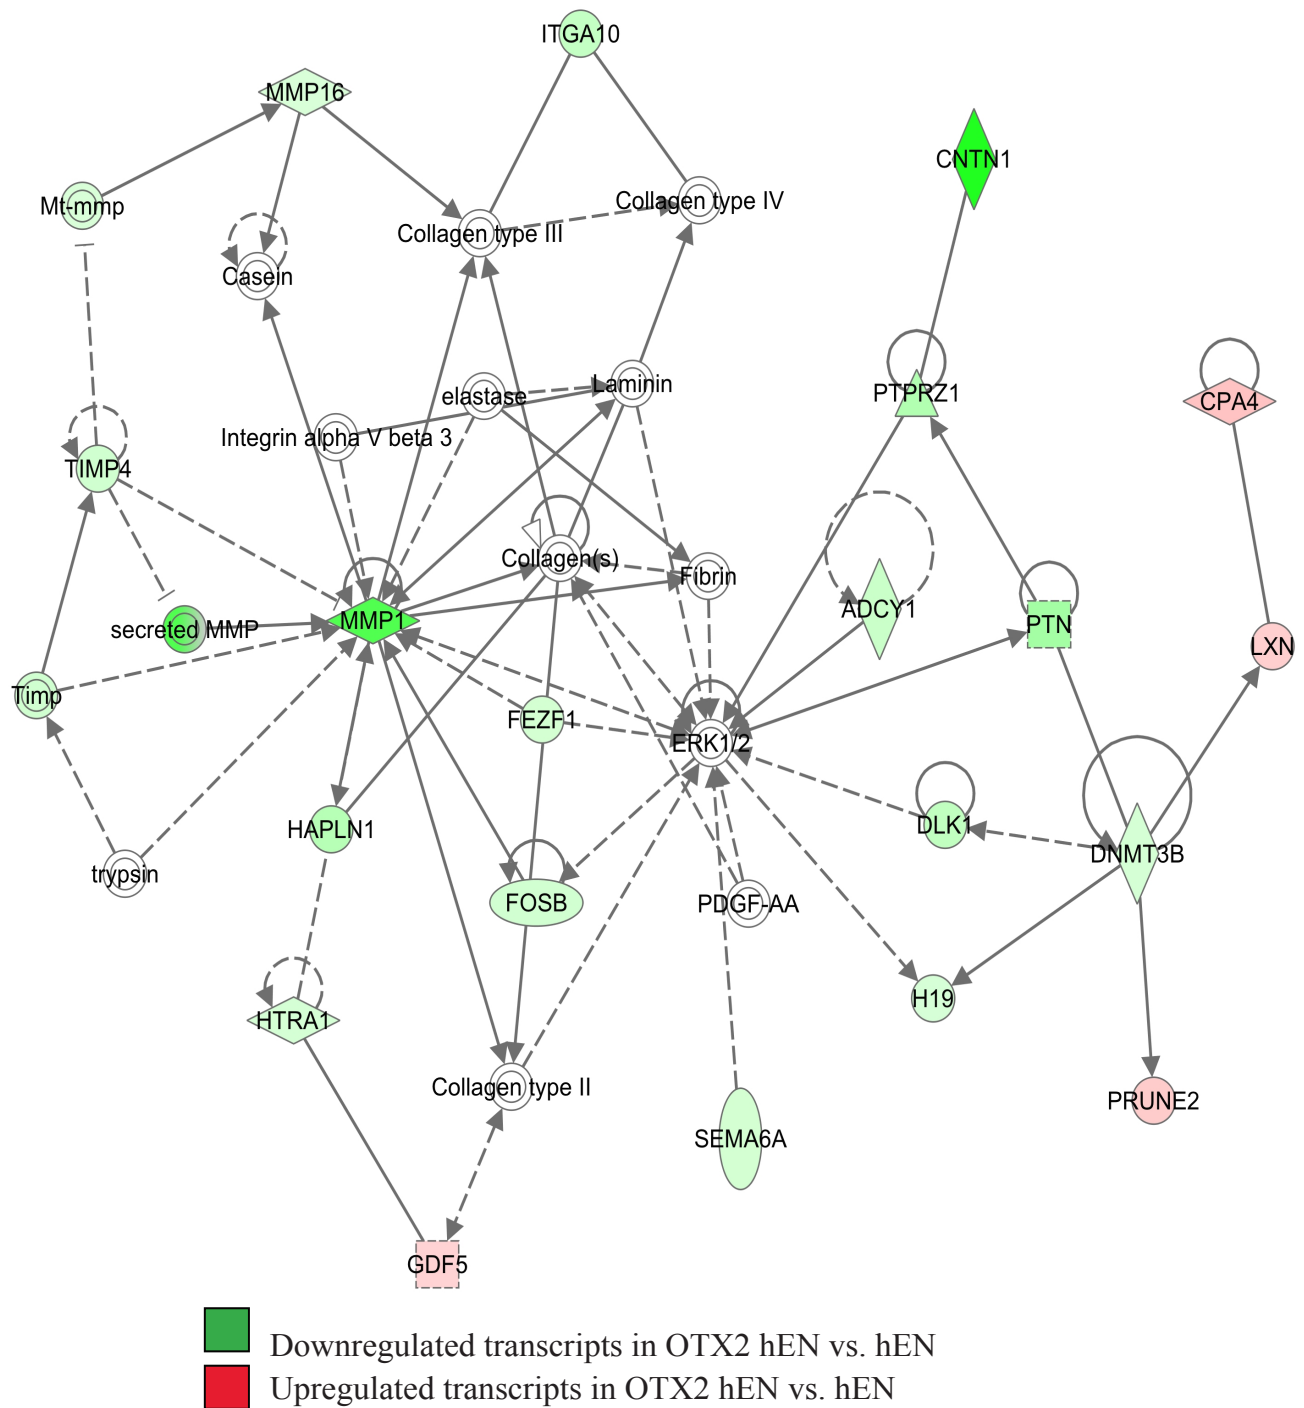 ITGA10
MMP16
CNTN1
Mt-mmp
Collagen type IV
Collagen type III
Casein
elastase
Laminin
PTPRZ1
CPA4
Integrin alpha V beta 3
TIMP4
Collagen(s)
Fibrin
ADCY1
MMP1
PTN
secreted MMP
LXN
Timp
FEZF1
ERK1/2
HAPLN1
DLK1
DNMT3B
trypsin
FOSB
PDGF-AA
H19
HTRA1
Collagen type II
PRUNE2
SEMA6A
GDF5
Downregulated transcripts in OTX2 hEN vs. hEN
Upregulated transcripts in OTX2 hEN vs. hEN